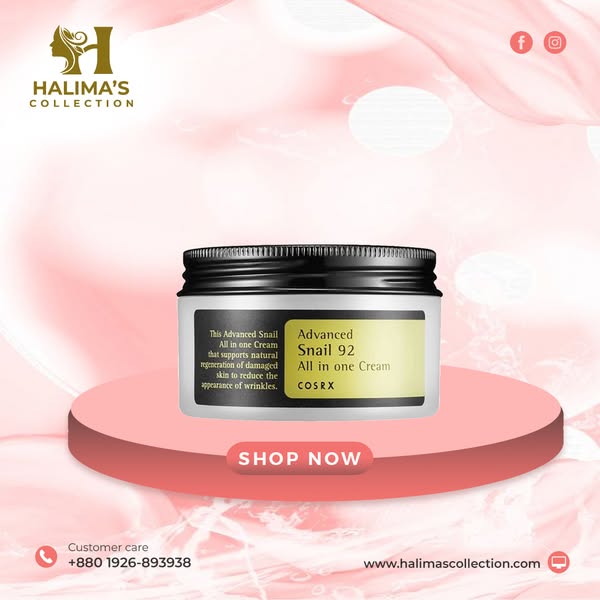 H
HALIMA'S
COLLECTION
This Advanced Snail
All in one Cream
that supports natural
regeneration of damaged
skin to reduce the
appearance of wrinkles.
Advanced
Snail 92
All in one Cream
COSRX
SHOP NOW
Customer care
+880 1926-893938
www.halimascollection.com